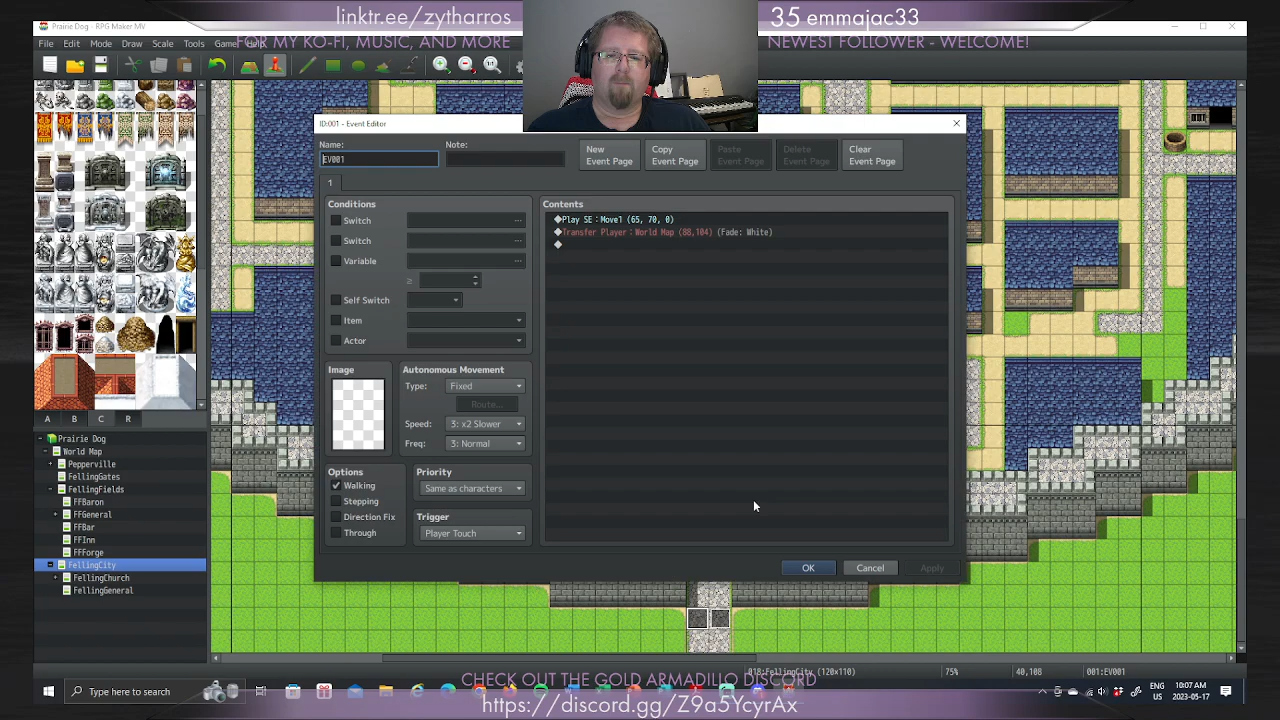 linktr.ee/zytharros
35 emmajac33
Prairie Dog - RPG Maker MV
FOR MY KO-FI, MUSIC, AND MORE
NEWEST FOLLOWER - WELCOME!
File Edit Mode Draw Scale Tools Game Help
ID:001 - Event Editor
Name:
Note:
EV001
New Event Page
Copy Event Page
Paste Event Page
Delete Event Page
Clear Event Page
1
Conditions
Switch
Switch
Variable
≥
Self Switch
Item
Actor
Image
Autonomous Movement
Type: Fixed
Route...
Speed: 3: x2 Slower
Freq: 3: Normal
Options
Walking
Stepping
Direction Fix
Through
Priority
Same as characters
Trigger
Player Touch
Contents
◆Play SE：Move1 (65, 70, 0)
◆Transfer Player：World Map (88,104) (Fade: White)
◆
OK
Cancel
Apply
A B C R
Prairie Dog
World Map
Pepperville
FellingGates
FellingFields
FFBaron
FFGeneral
FFBar
FFInn
FFForge
FellingCity
FellingChurch
FellingGeneral
018:FellingCity (120x110)
75%
40,108
001:EV001
CHECK OUT THE GOLD ARMADILLO DISCORD
Type here to search
ENG
US
10:07 AM
2023-05-17
https://discord.gg/Z9a5YcyrAx